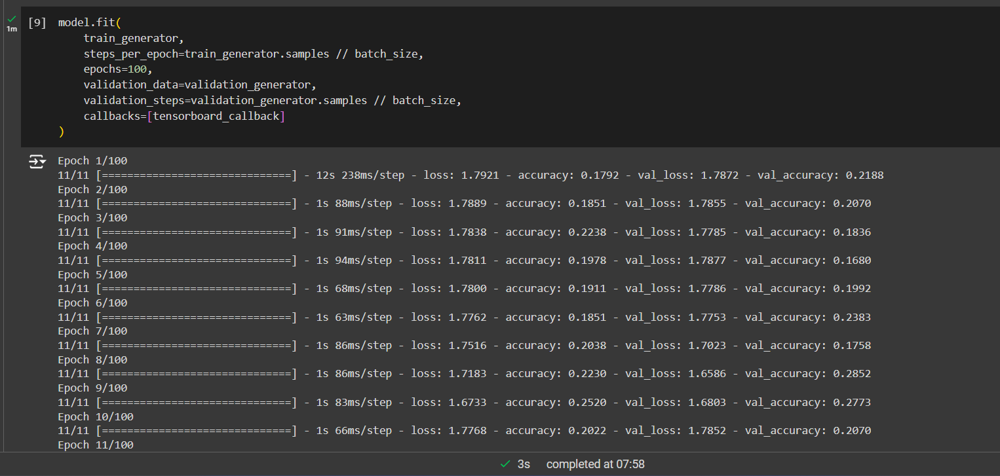 [9] model.fit(
1m
train_generator,
steps_per_epoch=train_generator.samples // batch_size,
epochs=100,
validation_data=validation_generator,
validation_steps=validation_generator.samples // batch_size,
callbacks=[tensorboard_callback]
)
Epoch 1/100
11/11 [==============================] - 12s 238ms/step - loss: 1.7921 - accuracy: 0.1792 - val_loss: 1.7872 - val_accuracy: 0.2188
Epoch 2/100
11/11 [==============================] - 1s 88ms/step - loss: 1.7889 - accuracy: 0.1851 - val_loss: 1.7855 - val_accuracy: 0.2070
Epoch 3/100
11/11 [==============================] - 1s 91ms/step - loss: 1.7838 - accuracy: 0.2238 - val_loss: 1.7785 - val_accuracy: 0.1836
Epoch 4/100
11/11 [==============================] - 1s 94ms/step - loss: 1.7811 - accuracy: 0.1978 - val_loss: 1.7877 - val_accuracy: 0.1680
Epoch 5/100
11/11 [==============================] - 1s 68ms/step - loss: 1.7800 - accuracy: 0.1911 - val_loss: 1.7786 - val_accuracy: 0.1992
Epoch 6/100
11/11 [==============================] - 1s 63ms/step - loss: 1.7762 - accuracy: 0.1851 - val_loss: 1.7753 - val_accuracy: 0.2383
Epoch 7/100
11/11 [==============================] - 1s 86ms/step - loss: 1.7516 - accuracy: 0.2038 - val_loss: 1.7023 - val_accuracy: 0.1758
Epoch 8/100
11/11 [==============================] - 1s 86ms/step - loss: 1.7183 - accuracy: 0.2230 - val_loss: 1.6586 - val_accuracy: 0.2852
Epoch 9/100
11/11 [==============================] - 1s 83ms/step - loss: 1.6733 - accuracy: 0.2520 - val_loss: 1.6803 - val_accuracy: 0.2773
Epoch 10/100
11/11 [==============================] - 1s 66ms/step - loss: 1.7768 - accuracy: 0.2022 - val_loss: 1.7852 - val_accuracy: 0.2070
Epoch 11/100
3s completed at 07:58